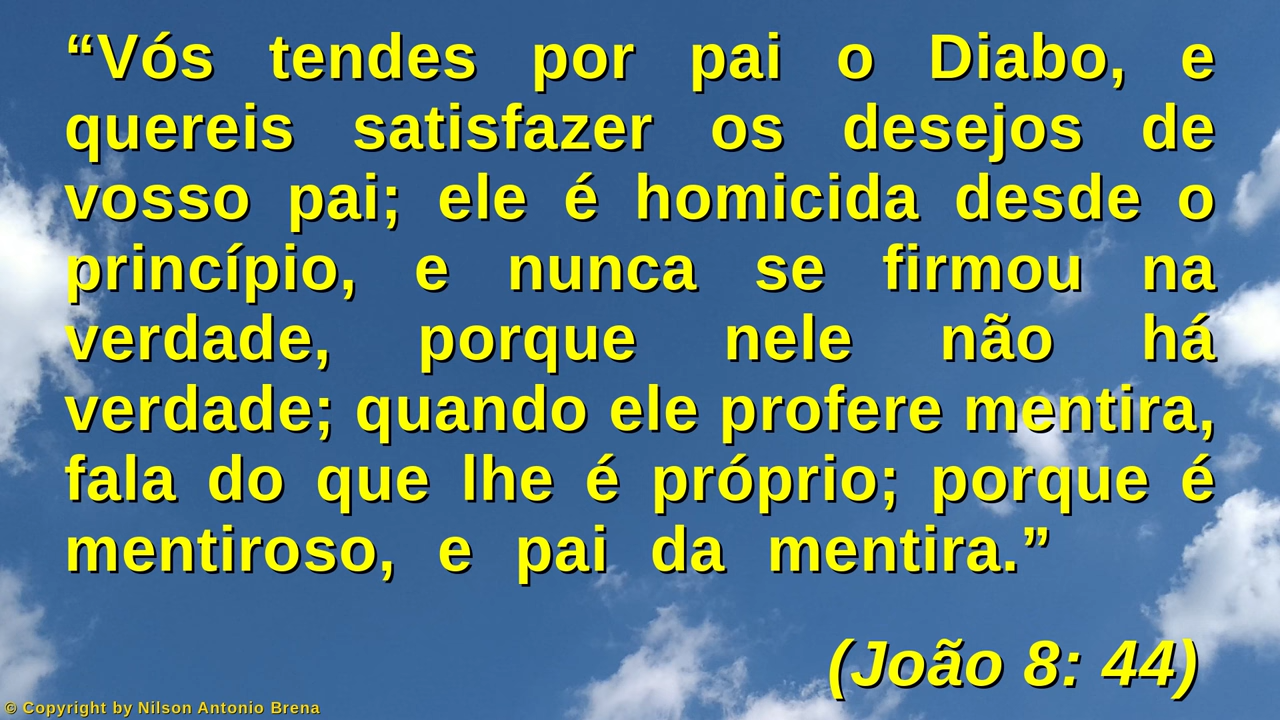 “Vós tendes por pai o Diabo, e
quereis satisfazer os desejos de
vosso pai; ele é homicida desde o
princípio, e nunca se firmou na
verdade, porque nele não há
verdade; quando ele profere mentira,
fala do que lhe é próprio; porque é
mentiroso, e pai da mentira.”
(João 8: 44)
© Copyright by Nilson Antonio Brena